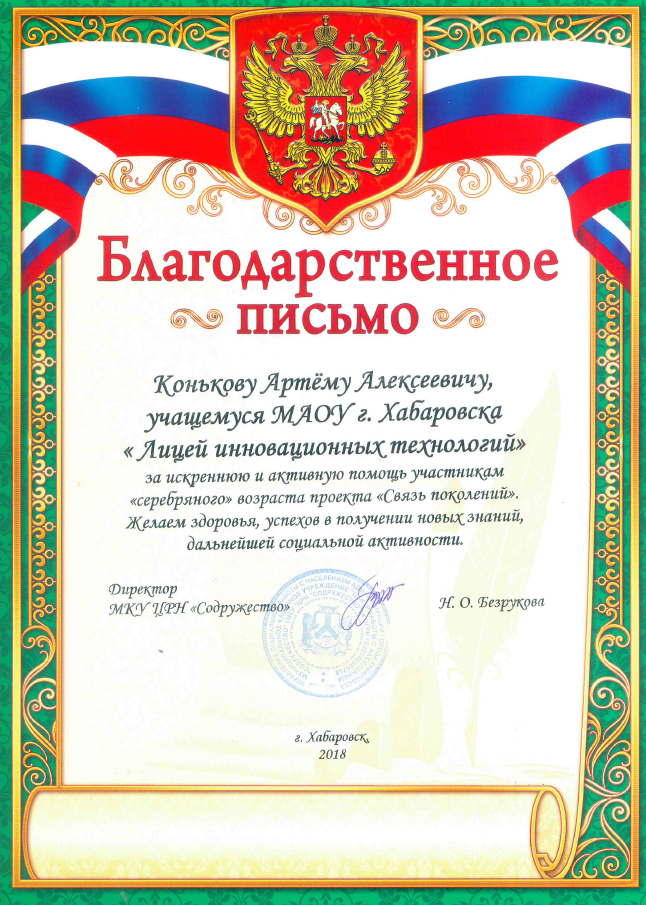 Благодарственное
письмо
Конькову Артёму Алексеевичу,
учащемуся МАОУ г. Хабаровска
« Лицей инновационных технологий»
за искреннюю и активную помощь участникам
«серебряного» возраста проекта «Связь поколений».
Желаем здоровья, успехов в получении новых знаний,
дальнейшей социальной активности.
Директор
МКУ ЦРН «Содружество»
Н. О. Безрукова
г. Хабаровск,
2018